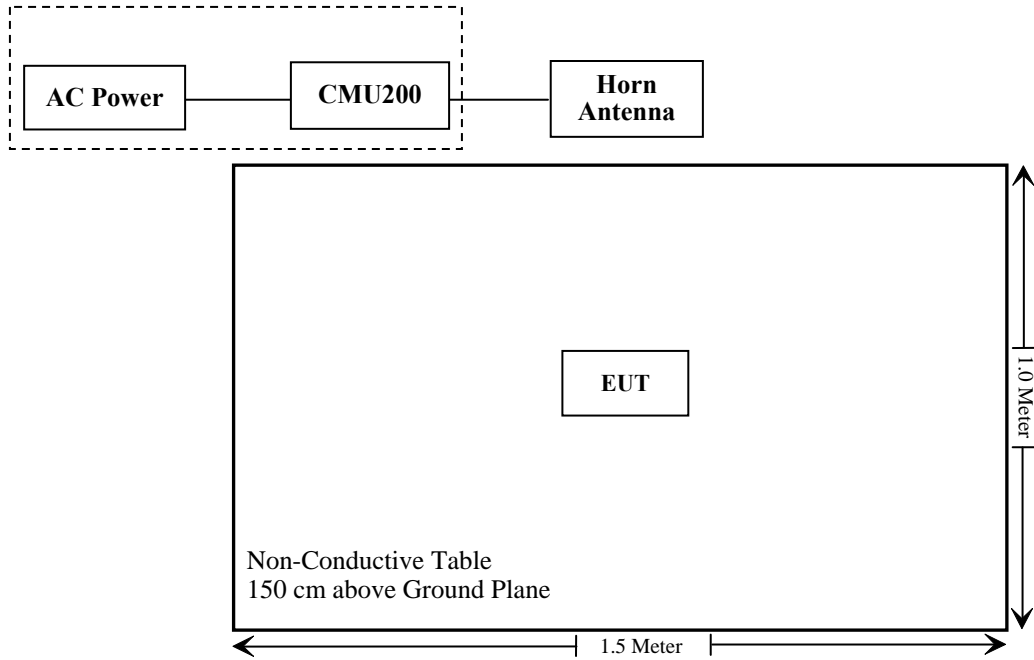 AC Power
CMU200
Horn
Antenna
EUT
1.0 Meter
Non-Conductive Table
150 cm above Ground Plane
1.5 Meter